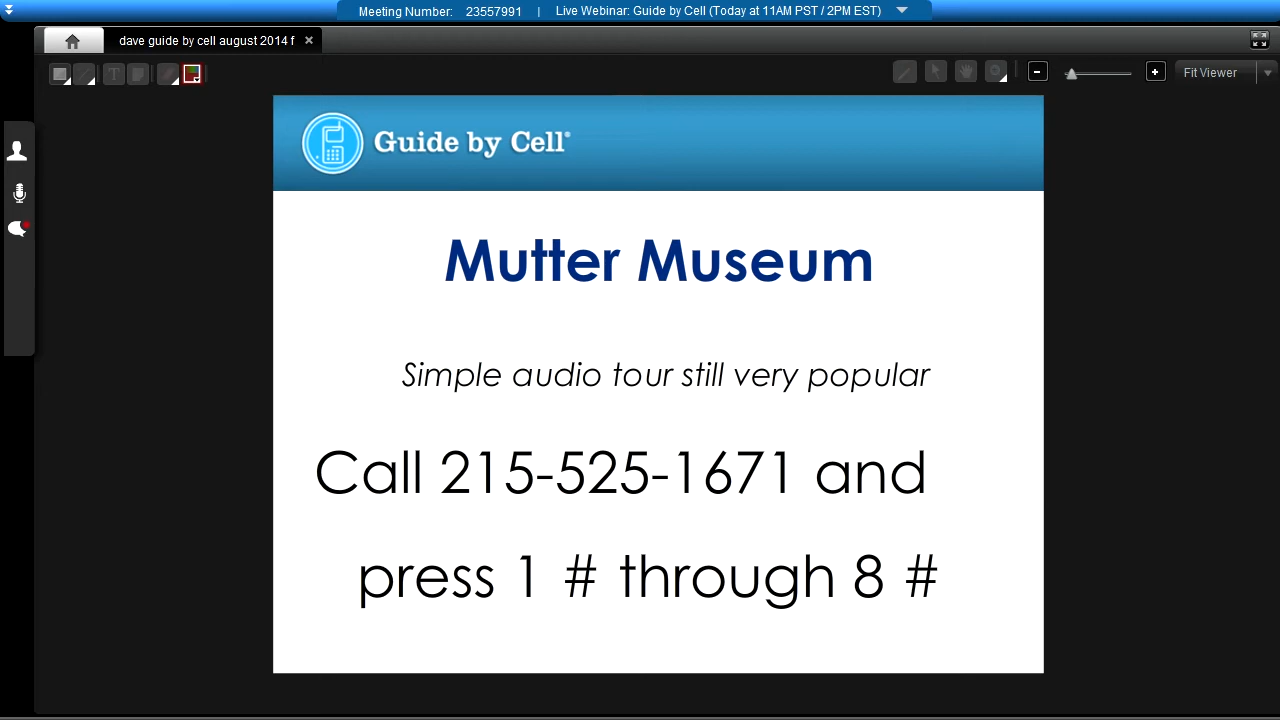 Meeting Number: 23557991 | Live Webinar: Guide by Cell (Today at 11AM PST / 2PM EST)
dave guide by cell august 2014 f ×
T
Fit Viewer
Guide by Cell®
Mutter Museum
Simple audio tour still very popular
Call 215-525-1671 and
press 1 # through 8 #